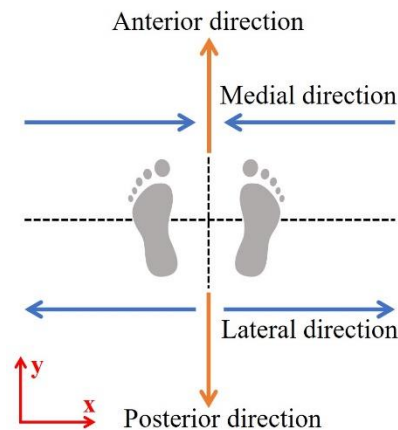 Anterior direction
Medial direction
Lateral direction
y
x
Posterior direction